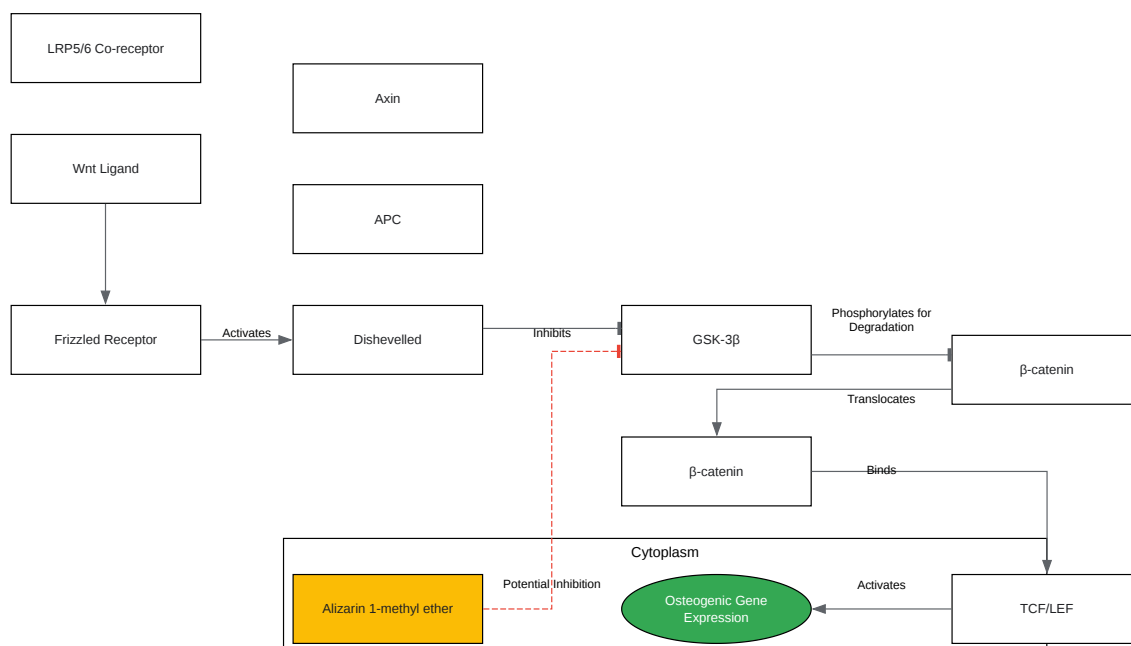 LRP5/6 Co-receptor
Axin
Wnt Ligand
APC
Frizzled Receptor
Activates
Dishevelled
Inhibits
GSK-3β
Phosphorylates for
Degradation
β-catenin
Translocates
β-catenin
Binds
Cytoplasm
Alizarin 1-methyl ether
Potential Inhibition
Osteogenic Gene
Expression
Activates
TCF/LEF